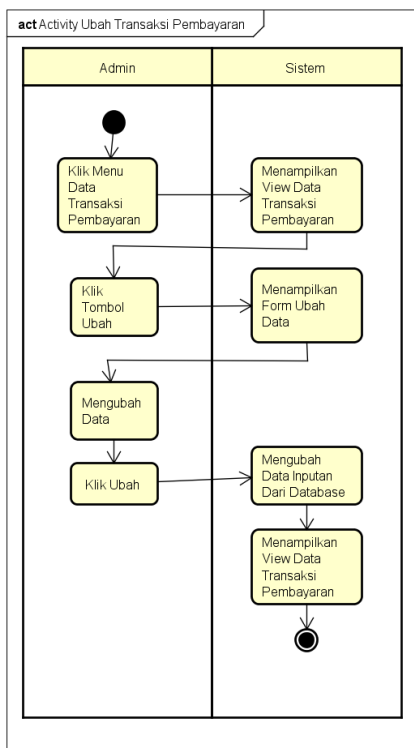 act Activity Ubah Transaksi Pembayaran
Admin
Sistem
Klik Menu
Data
Transaksi
Pembayaran
Menampilkan
View Data
Transaksi
Pembayaran
Klik
Tombol
Ubah
Menampilkan
Form Ubah
Data
Mengubah
Data
Klik Ubah
Mengubah
Data Inputan
Dari Database
Menampilkan
View Data
Transaksi
Pembayaran